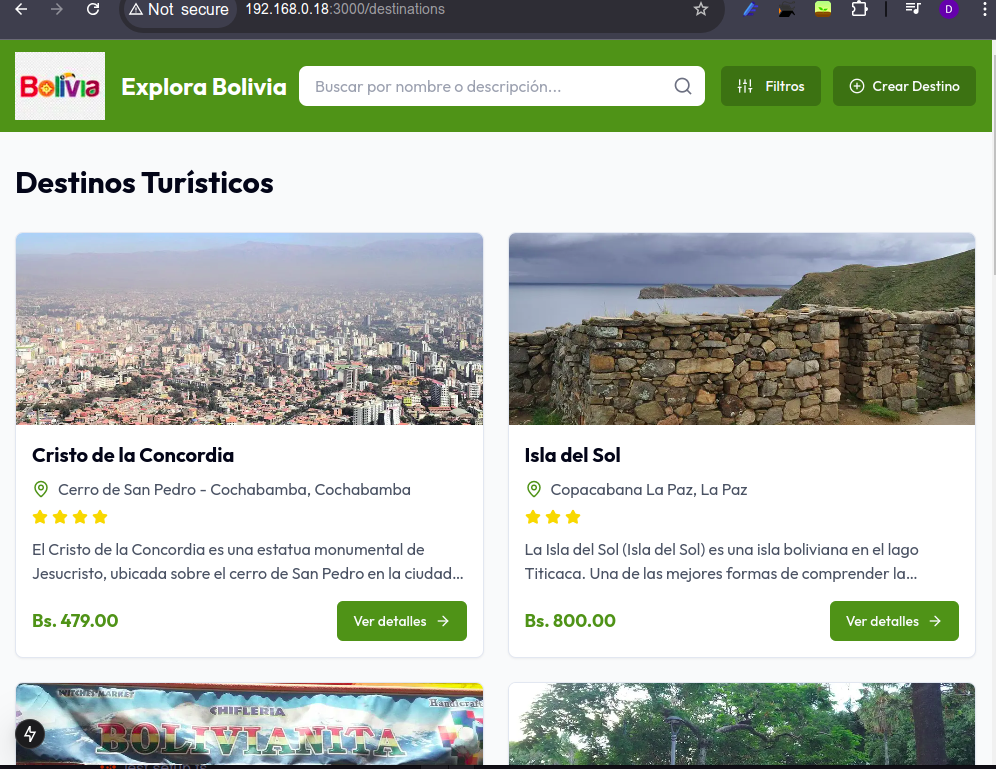 Not secure 192.168.0.18:3000/destinations
D
Bolivia
Explora Bolivia
Buscar por nombre o descripción...
Filtros
Crear Destino
Destinos Turísticos
Cristo de la Concordia
Cerro de San Pedro - Cochabamba, Cochabamba
El Cristo de la Concordia es una estatua monumental de
Jesucristo, ubicada sobre el cerro de San Pedro en la ciudad...
Bs. 479.00
Ver detalles
Isla del Sol
Copacabana La Paz, La Paz
La Isla del Sol (Isla del Sol) es una isla boliviana en el lago
Titicaca. Una de las mejores formas de comprender la...
Bs. 800.00
Ver detalles
WITCHES MARKET
CHIFLERIA
Handicraf
BOLIVIANITA